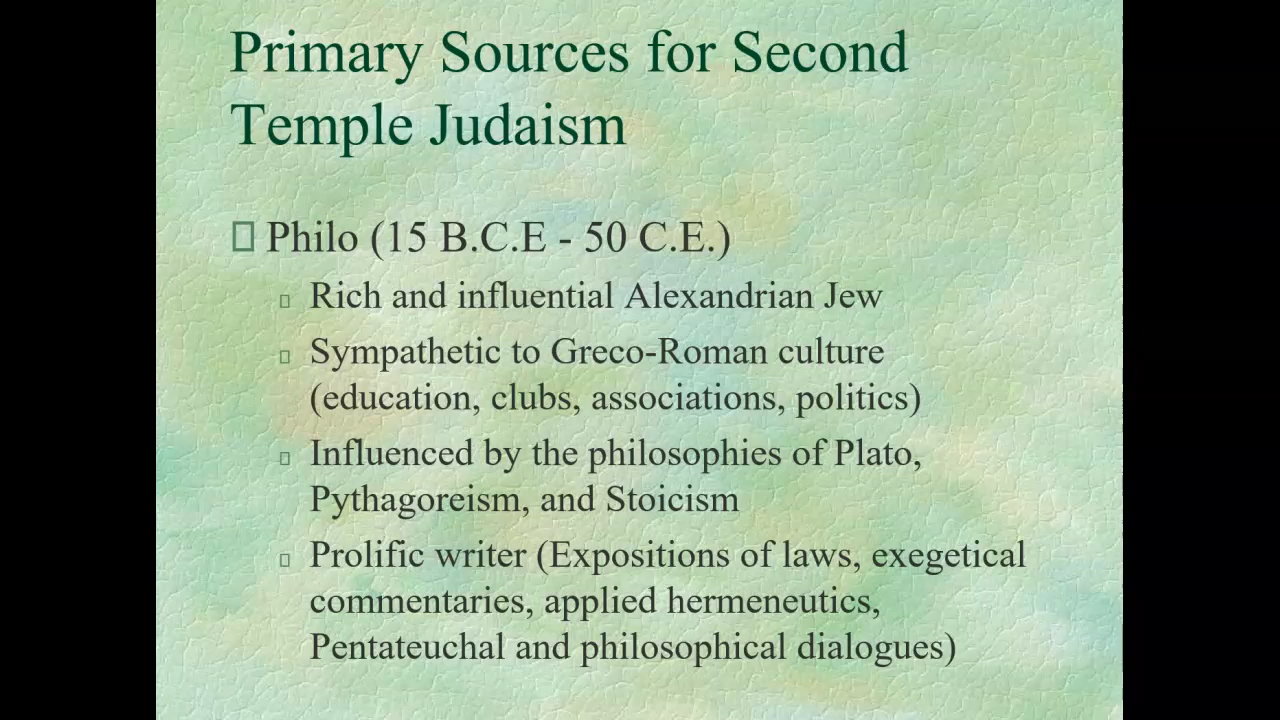 Primary Sources for Second
Temple Judaism
Philo (15 B.C.E - 50 C.E.)
Rich and influential Alexandrian Jew
Sympathetic to Greco-Roman culture
(education, clubs, associations, politics)
Influenced by the philosophies of Plato,
Pythagoreism, and Stoicism
Prolific writer (Expositions of laws, exegetical
commentaries, applied hermeneutics,
Pentateuchal and philosophical dialogues)